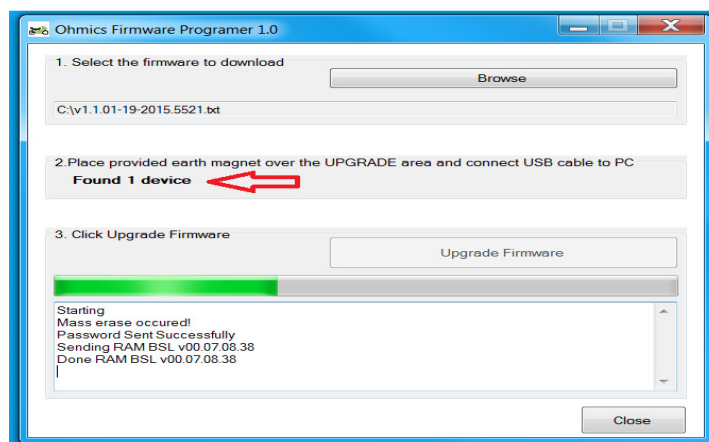 Ohmics Firmware Programer 1.0
1. Select the firmware to download
Browse
C:\v1.1.01-19-2015.5521.txt
2.Place provided earth magnet over the UPGRADE area and connect USB cable to PC
Found 1 device
3. Click Upgrade Firmware
Upgrade Firmware
Starting
Mass erase occured!
Password Sent Successfully
Sending RAM BSL v00.07.08.38
Done RAM BSL v00.07.08.38
Close